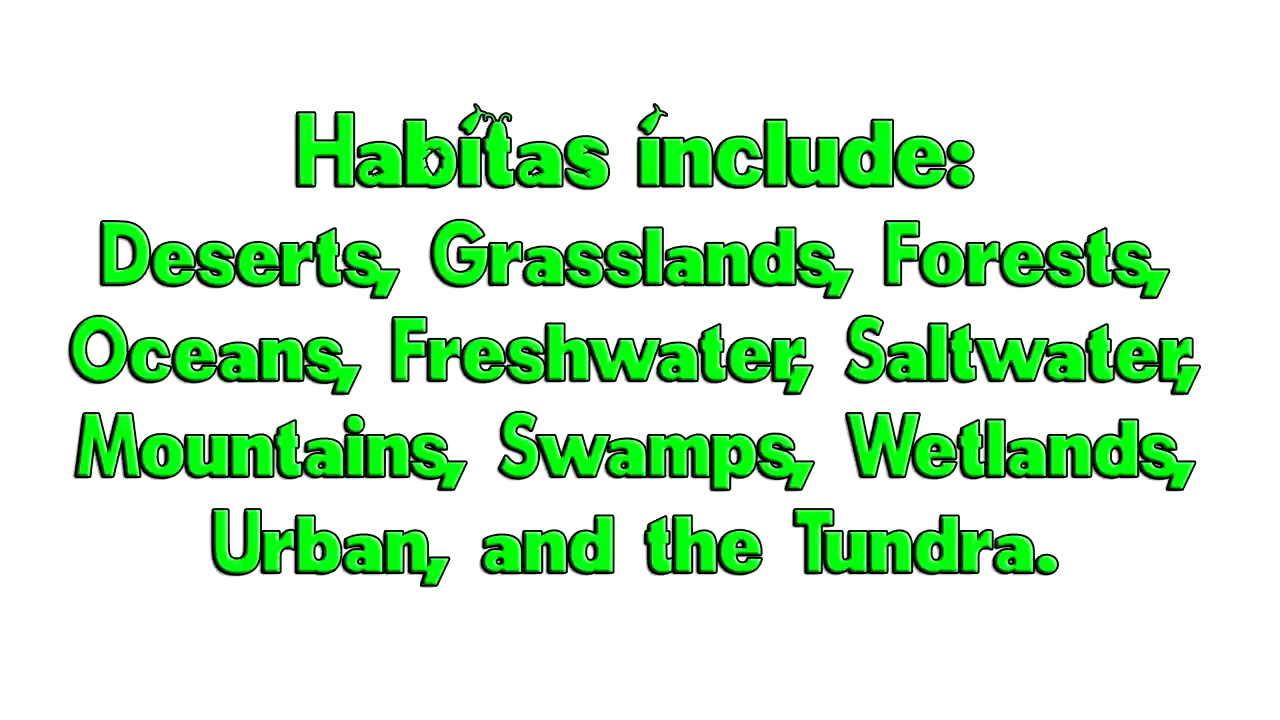 Habitas include:
Deserts, Grasslands, Forests,
Oceans, Freshwater, Saltwater,
Mountains, Swamps, Wetlands,
Urban, and the Tundra.